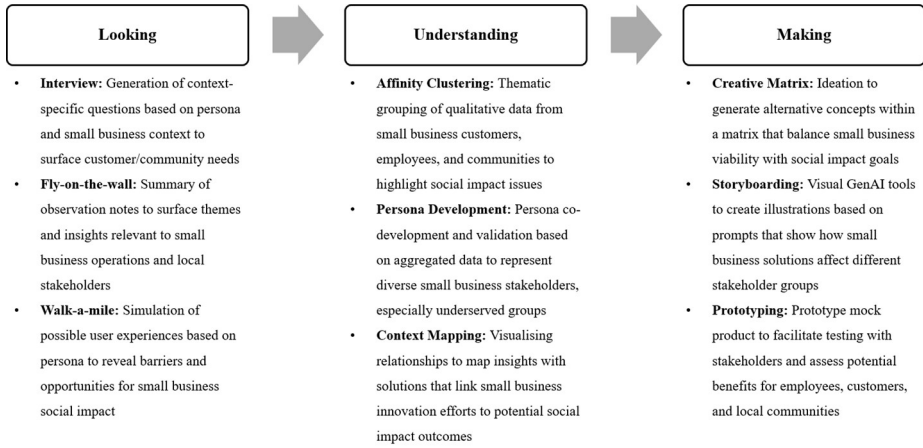 Looking
Understanding
Making
• Interview: Generation of context-
specific questions based on persona
and small business context to
surface customer/community needs
• Fly-on-the-wall: Summary of
observation notes to surface themes
and insights relevant to small
business operations and local
stakeholders
• Walk-a-mile: Simulation of
possible user experiences based on
persona to reveal barriers and
opportunities for small business
social impact
• Affinity Clustering: Thematic
grouping of qualitative data from
small business customers,
employees, and communities to
highlight social impact issues
• Persona Development: Persona co-
development and validation based
on aggregated data to represent
diverse small business stakeholders,
especially underserved groups
• Context Mapping: Visualising
relationships to map insights with
solutions that link small business
innovation efforts to potential social
impact outcomes
• Creative Matrix: Ideation to
generate alternative concepts within
a matrix that balance small business
viability with social impact goals
• Storyboarding: Visual GenAI tools
to create illustrations based on
prompts that show how small
business solutions affect different
stakeholder groups
• Prototyping: Prototype mock
product to facilitate testing with
stakeholders and assess potential
benefits for employees, customers,
and local communities